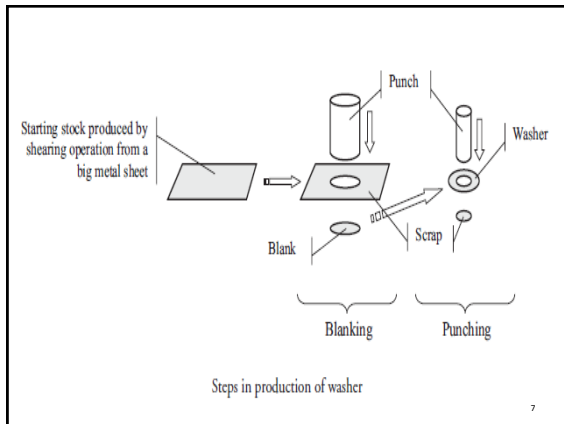 Punch
Starting stock produced by
shearing operation from a
big metal sheet
Washer
Blank
Scrap
Blanking
Punching
Steps in production of washer
7